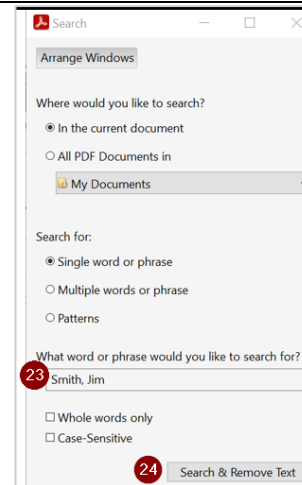 Search
Arrange Windows
Where would you like to search?
In the current document
All PDF Documents in
My Documents
Search for:
Single word or phrase
Multiple words or phrase
Patterns
What word or phrase would you like to search for?
23 Smith, Jim
Whole words only
Case-Sensitive
24 Search & Remove Text